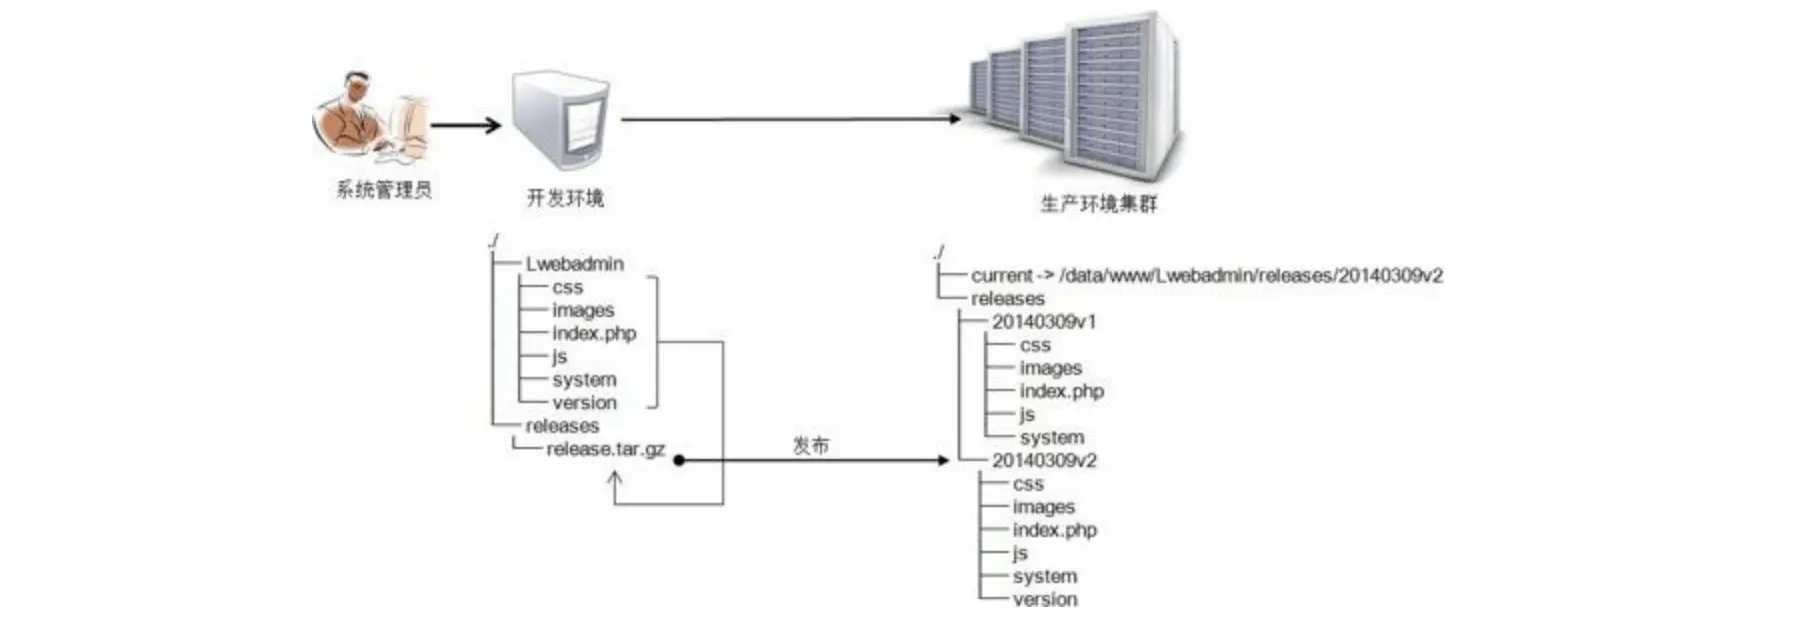 系统管理员
开发环境
生产环境集群
./
Lwebadmin
css
images
index.php
js
system
version
releases
release.tar.gz
发布
./
current -> /data/www/Lwebadmin/releases/20140309v2
releases
20140309v1
css
images
index.php
js
system
20140309v2
css
images
index.php
js
system
version